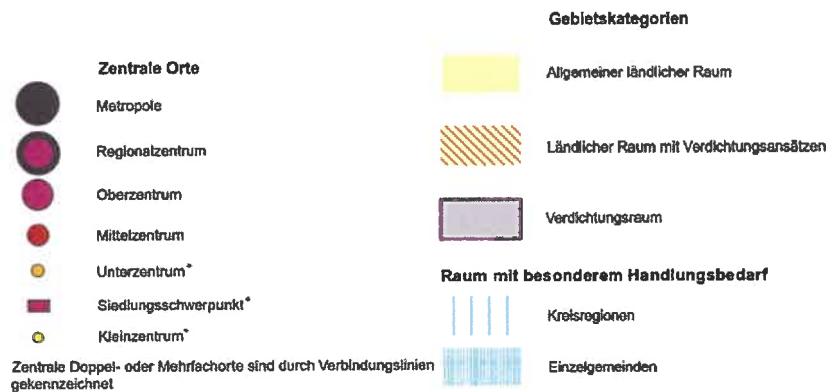 Zentrale Orte
Metropole
Regionalzentrum
Oberzentrum
Mittelzentrum
Unterzentrum*
Siedlungsschwerpunkt*
Kleinzentrum*
Zentrale Doppel- oder Mehrfachorte sind durch Verbindungslinien
gekennzeichnet
Gebietskategorien
Allgemeiner ländlicher Raum
Ländlicher Raum mit Verdichtungsansätzen
Verdichtungsraum
Raum mit besonderem Handlungsbedarf
Kreisregionen
Einzelgemeinden